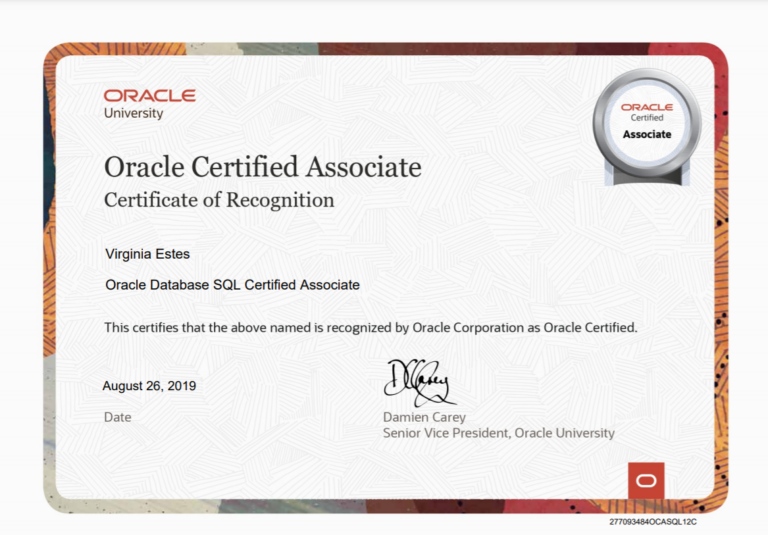 ORACLE
University
ORACLE
Certified
Associate
Oracle Certified Associate
Certificate of Recognition
Virginia Estes
Oracle Database SQL Certified Associate
This certifies that the above named is recognized by Oracle Corporation as Oracle Certified.
August 26, 2019
Date
DCarey
Damien Carey
Senior Vice President, Oracle University
277093484OCASQL12C